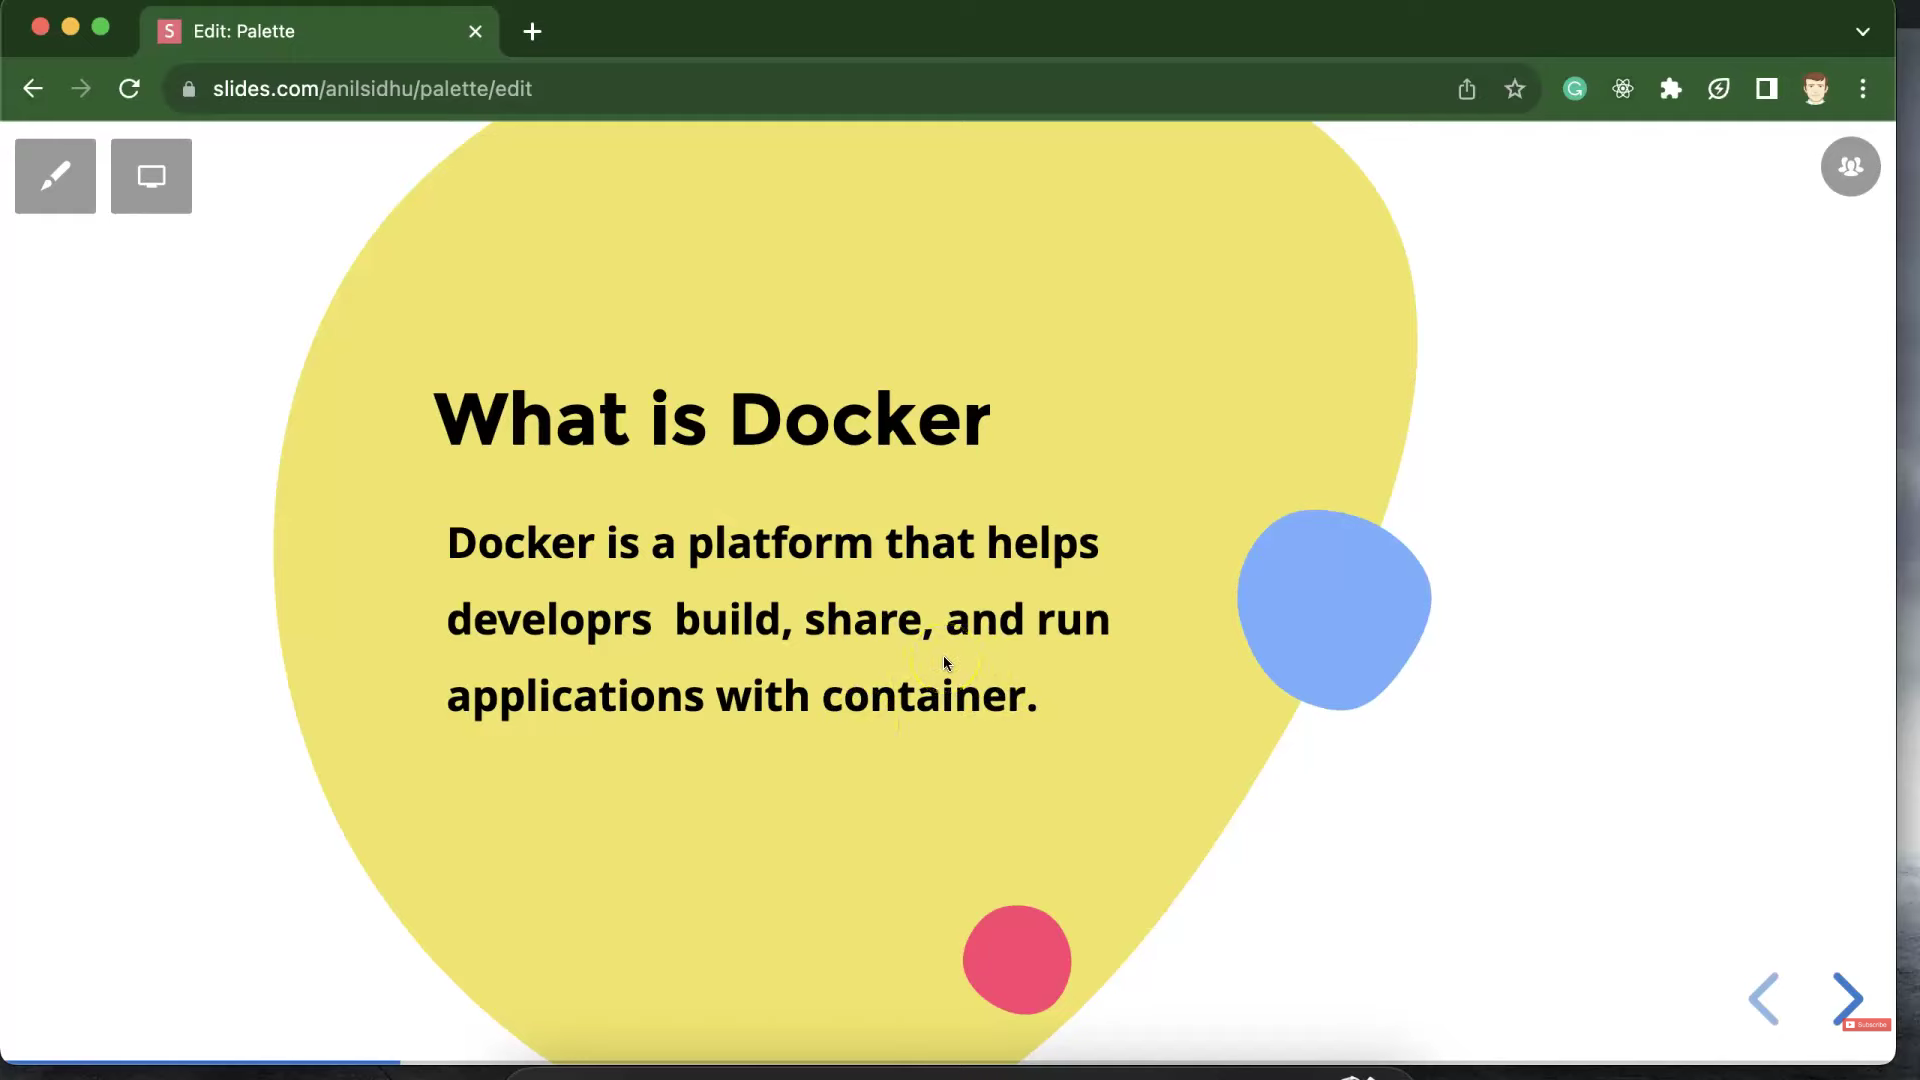 S Edit: Palette
slides.com/anilsidhu/palette/edit
What is Docker
Docker is a platform that helps
developrs  build, share, and run
applications with container.
Subscribe